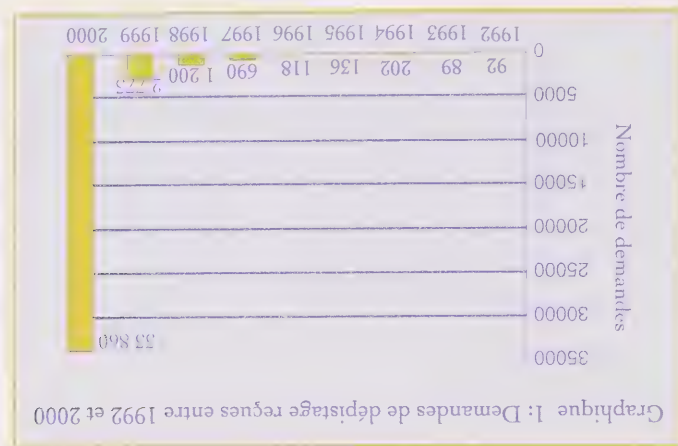 Graphique 1: Demandes de dépistage reçues entre 1992 et 2000
35000
33 860
30000
25000
20000
15000
10000
5000
0
Nombre de demandes
92 89 202 136 118 690 1 200
1992 1993 1994 1995 1996 1997 1998 1999 2000